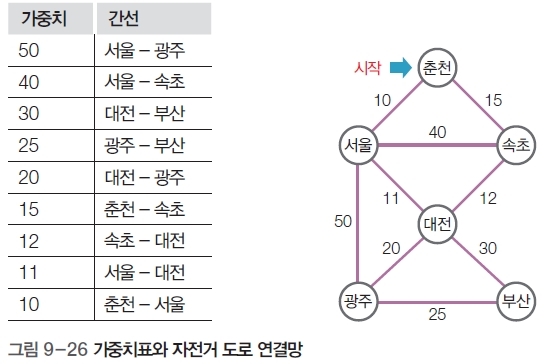 가중치 간선
50 서울 – 광주
40 서울 – 속초
30 대전 – 부산
25 광주 – 부산
20 대전 – 광주
15 춘천 – 속초
12 속초 – 대전
11 서울 – 대전
10 춘천 – 서울
시작 춘천
10 15
서울 40 속초
50 11 12
대전
20 30
광주 25 부산
그림 9–26 가중치표와 자전거 도로 연결망